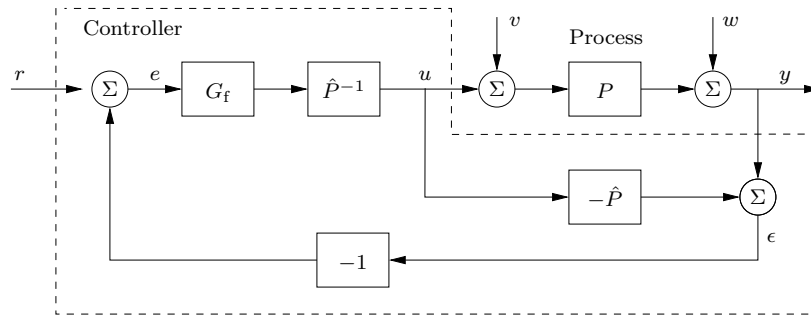 Controller
v
w
Process
r
Σ
e
G_f
P̂⁻¹
u
Σ
P
Σ
y
−P̂
Σ
ϵ
−1